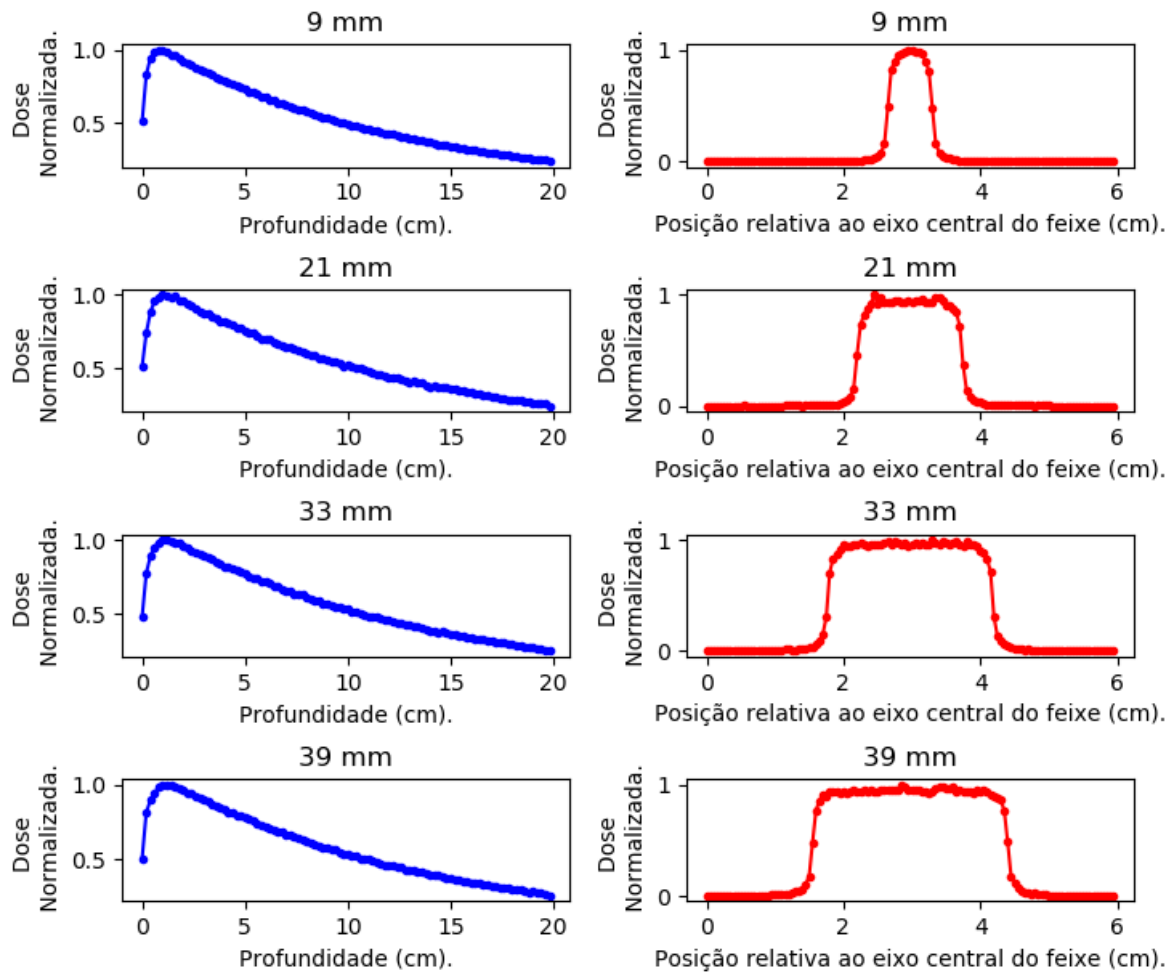 9 mm
Dose
Normalizada.
1.0
0.5
0 5 10 15 20
Profundidade (cm).
9 mm
Dose
Normalizada.
1
0
0 2 4 6
Posição relativa ao eixo central do feixe (cm).
21 mm
Dose
Normalizada.
1.0
0.5
0 5 10 15 20
Profundidade (cm).
21 mm
Dose
Normalizada.
1
0
0 2 4 6
Posição relativa ao eixo central do feixe (cm).
33 mm
Dose
Normalizada.
1.0
0.5
0 5 10 15 20
Profundidade (cm).
33 mm
Dose
Normalizada.
1
0
0 2 4 6
Posição relativa ao eixo central do feixe (cm).
39 mm
Dose
Normalizada.
1.0
0.5
0 5 10 15 20
Profundidade (cm).
39 mm
Dose
Normalizada.
1
0
0 2 4 6
Posição relativa ao eixo central do feixe (cm).